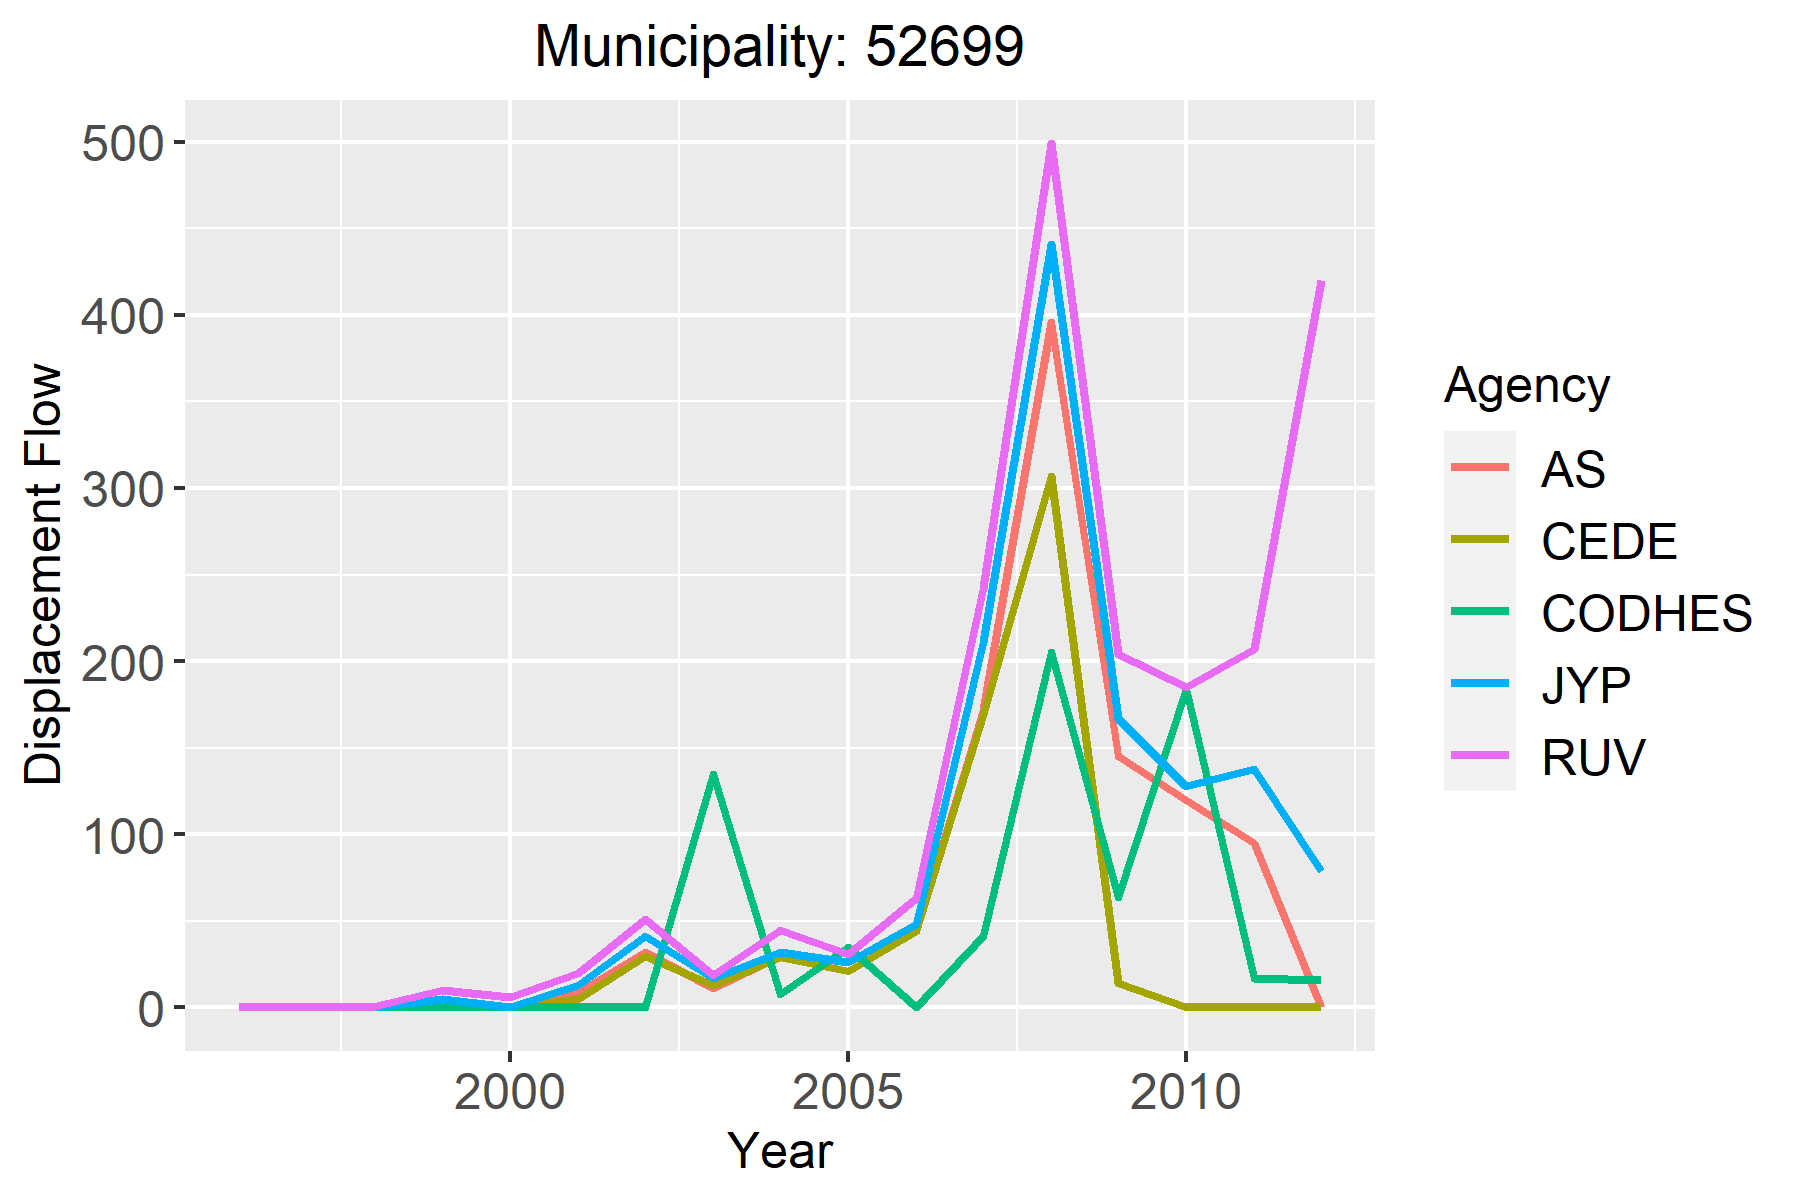 Municipality: 52699
500
400
300
200
100
0
Displacement Flow
2000
2005
2010
Year
Agency
AS
CEDE
CODHES
JYP
RUV